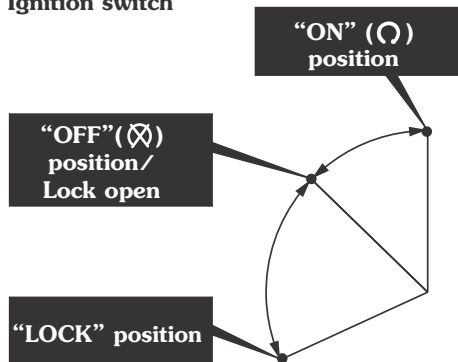 Ignition switch
“ON” ( )
position
“OFF”( )
position/
Lock open
“LOCK” position